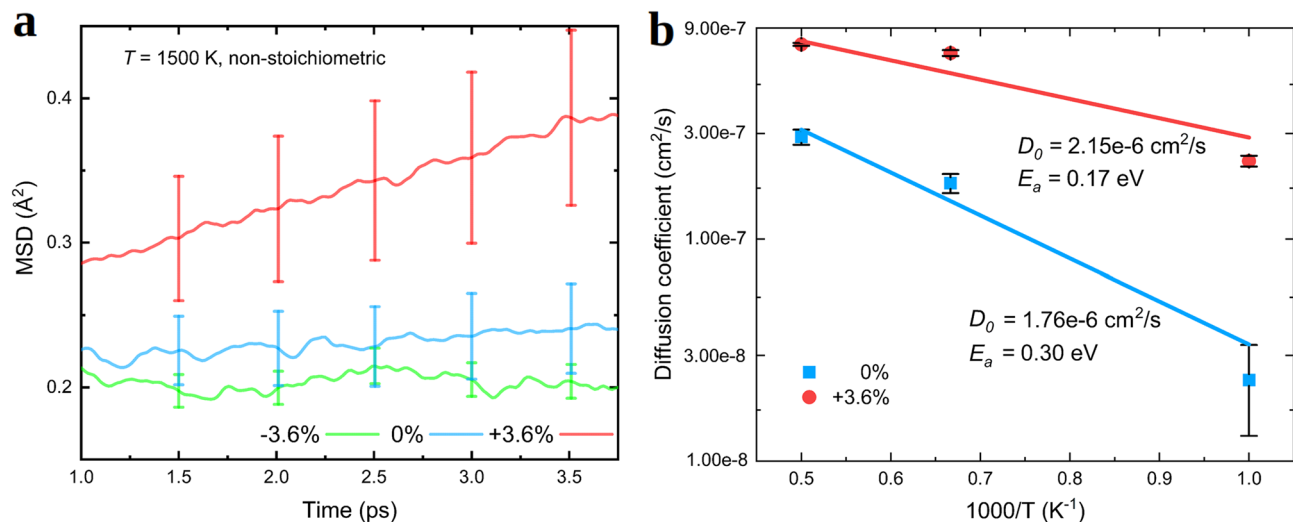 a
T = 1500 K, non-stoichiometric
MSD (Å²)
0.4
0.3
0.2
-3.6%
0%
+3.6%
1.0
1.5
2.0
2.5
3.0
3.5
Time (ps)
b
Diffusion coefficient (cm²/s)
9.00e-7
3.00e-7
1.00e-7
3.00e-8
1.00e-8
D₀ = 2.15e-6 cm²/s
Eₐ = 0.17 eV
D₀ = 1.76e-6 cm²/s
Eₐ = 0.30 eV
0%
+3.6%
0.5
0.6
0.7
0.8
0.9
1.0
1000/T (K⁻¹)